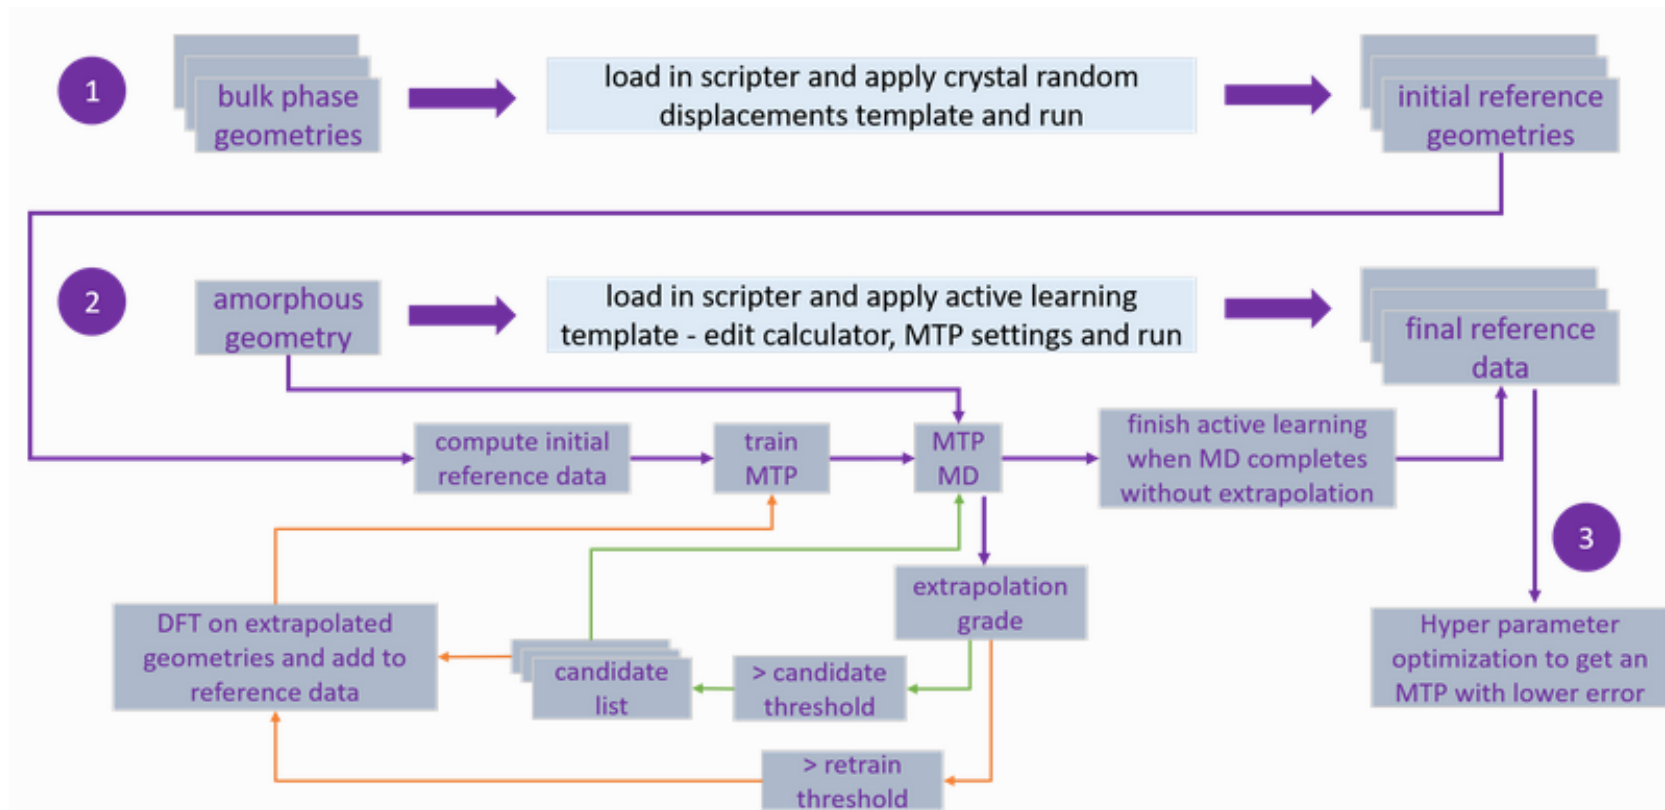 1
bulk phase
geometries
load in scripter and apply crystal random
displacements template and run
initial reference
geometries
2
amorphous
geometry
load in scripter and apply active learning
template - edit calculator, MTP settings and run
final reference
data
compute initial
reference data
train
MTP
MTP
MD
finish active learning
when MD completes
without extrapolation
3
extrapolation
grade
DFT on extrapolated
geometries and add to
reference data
candidate
list
> candidate
threshold
> retrain
threshold
Hyper parameter
optimization to get an
MTP with lower error